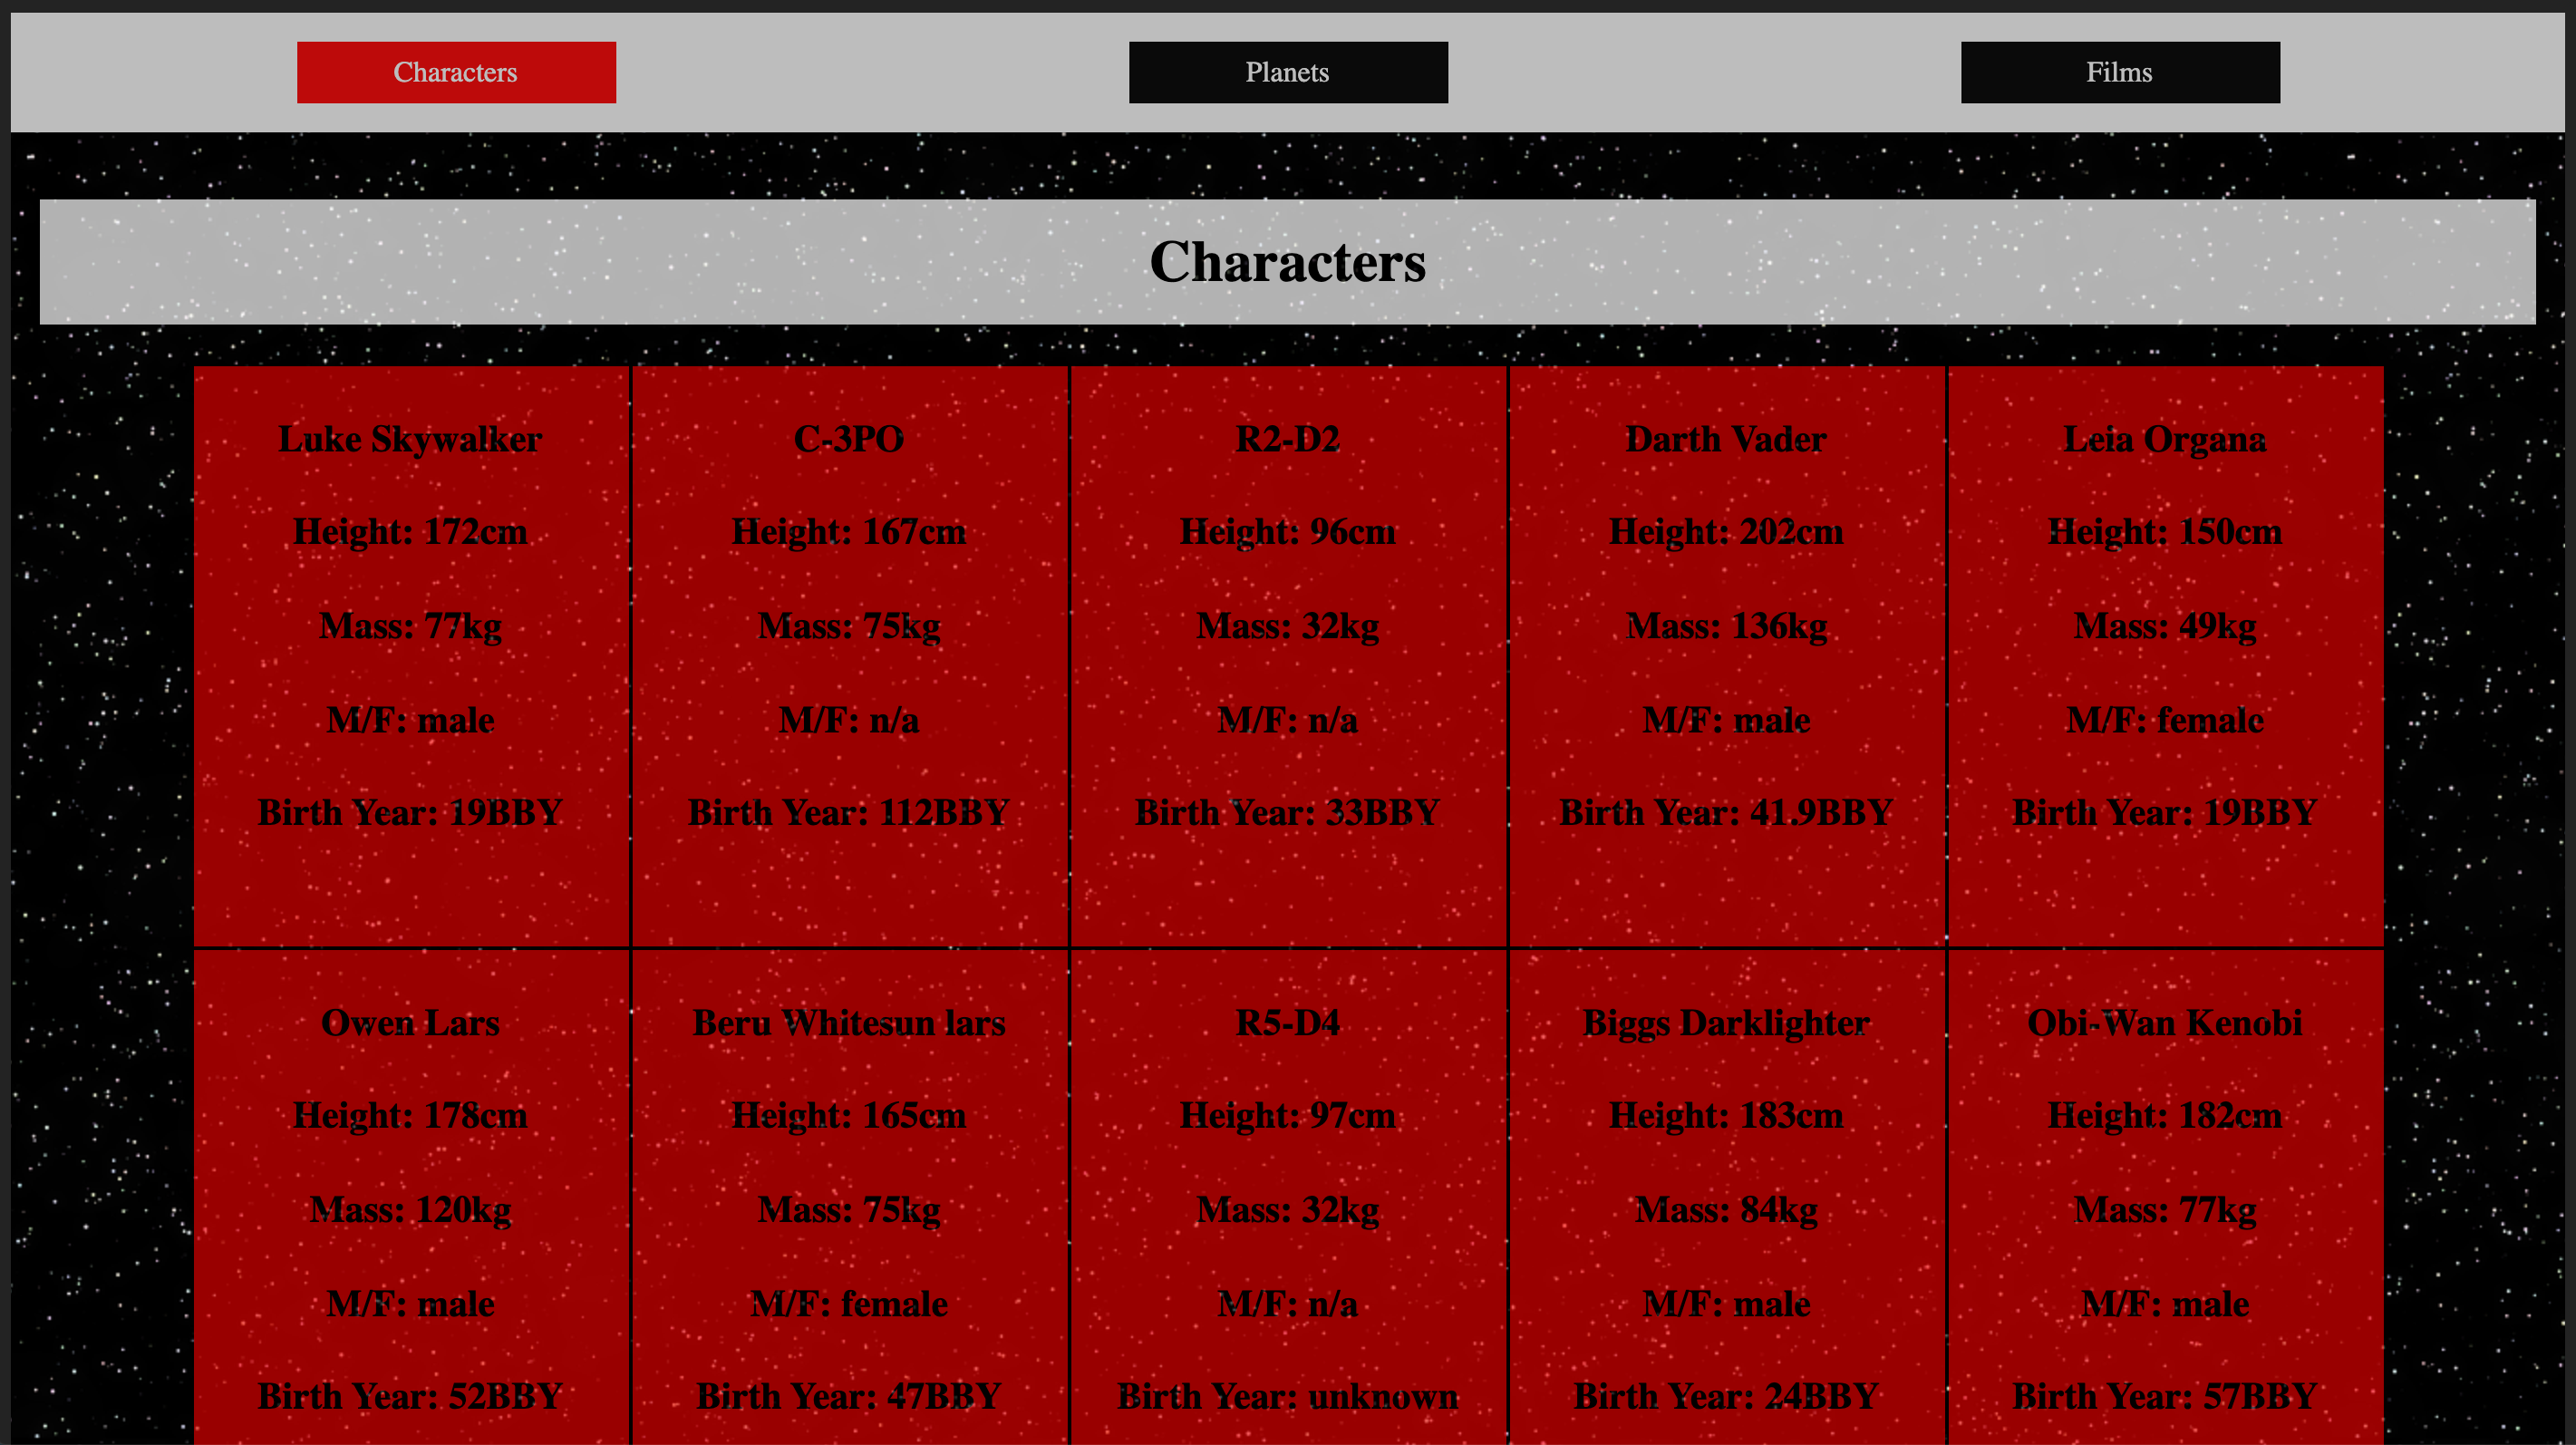 Characters
Planets
Films
Characters
Luke Skywalker
Height: 172cm
Mass: 77kg
M/F: male
Birth Year: 19BBY
C-3PO
Height: 167cm
Mass: 75kg
M/F: n/a
Birth Year: 112BBY
R2-D2
Height: 96cm
Mass: 32kg
M/F: n/a
Birth Year: 33BBY
Darth Vader
Height: 202cm
Mass: 136kg
M/F: male
Birth Year: 41.9BBY
Leia Organa
Height: 150cm
Mass: 49kg
M/F: female
Birth Year: 19BBY
Owen Lars
Height: 178cm
Mass: 120kg
M/F: male
Birth Year: 52BBY
Beru Whitesun lars
Height: 165cm
Mass: 75kg
M/F: female
Birth Year: 47BBY
R5-D4
Height: 97cm
Mass: 32kg
M/F: n/a
Birth Year: unknown
Biggs Darklighter
Height: 183cm
Mass: 84kg
M/F: male
Birth Year: 24BBY
Obi-Wan Kenobi
Height: 182cm
Mass: 77kg
M/F: male
Birth Year: 57BBY